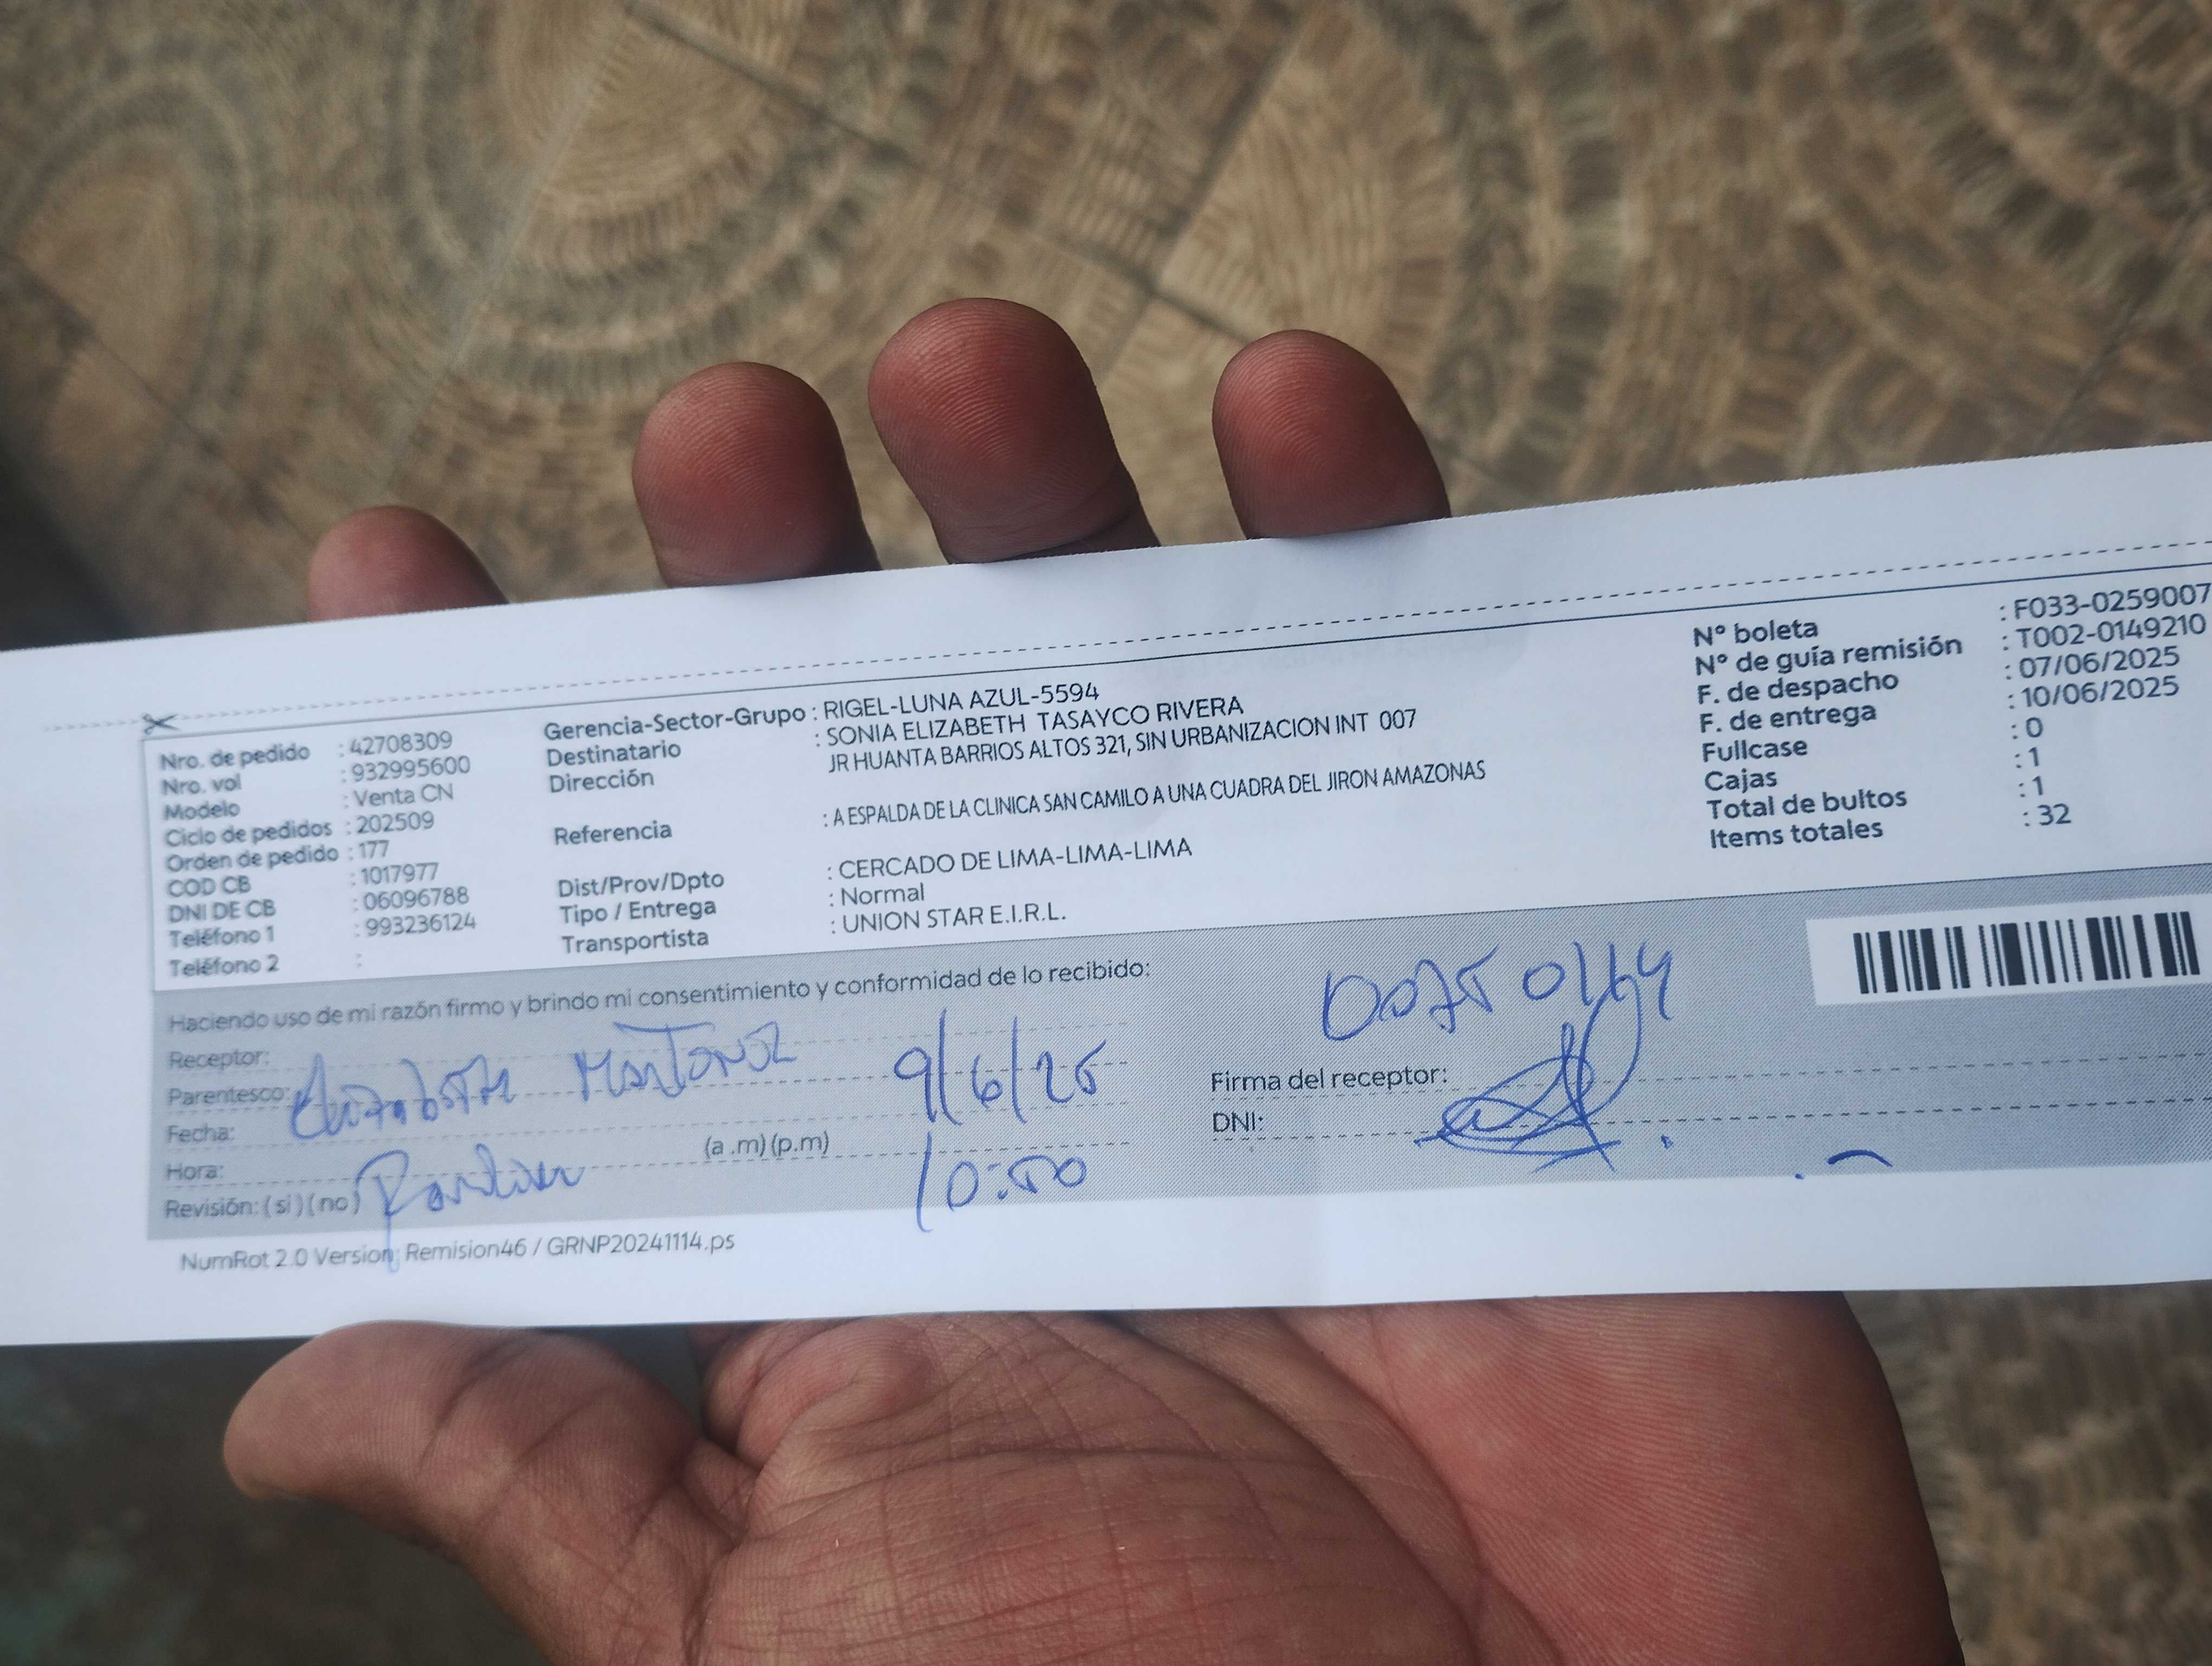 Nro. de pedido : 42708309
Nro. vol : 932995600
Modelo : Venta CN
Ciclo de pedidos : 202509
Orden de pedido : 177
COD CB : 1017977
DNI DE CB : 06096788
Teléfono 1 : 993236124
Teléfono 2 :
Gerencia-Sector-Grupo : RIGEL-LUNA AZUL-5594
Destinatario : SONIA ELIZABETH TASAYCO RIVERA
Dirección JR HUANTA BARRIOS ALTOS 321, SIN URBANIZACION INT 007
Referencia : A ESPALDA DE LA CLINICA SAN CAMILO A UNA CUADRA DEL JIRON AMAZONAS
Dist/Prov/Dpto : CERCADO DE LIMA-LIMA-LIMA
Tipo / Entrega : Normal
Transportista : UNION STAR E.I.R.L.
N° boleta : F033-0259007
N° de guía remisión : T002-0149210
F. de despacho : 07/06/2025
F. de entrega : 10/06/2025
Fullcase : 0
Cajas : 1
Total de bultos : 1
Items totales : 32
Haciendo uso de mi razón firmo y brindo mi consentimiento y conformidad de lo recibido:
Receptor:
Parentesco:
Fecha: 9/6/25
Hora: (a .m) (p.m) 10:50
Revisión: ( si ) ( no )
Firma del receptor:
DNI:
NumRot 2.0 Version; Remision46 / GRNP20241114.ps